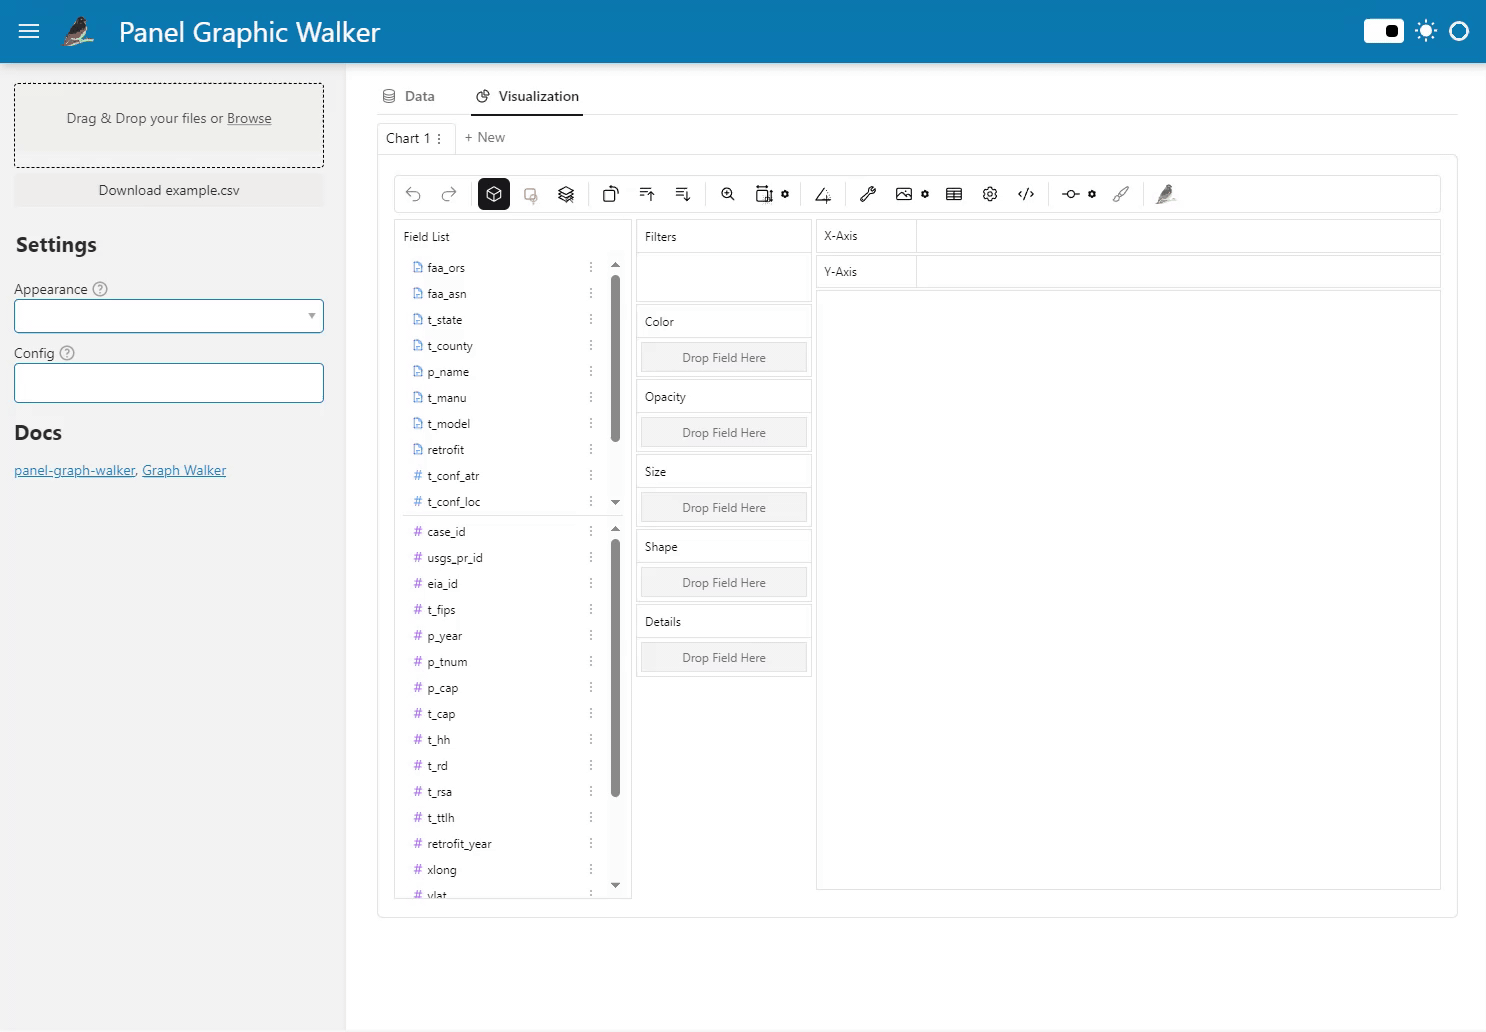 Panel Graphic Walker
Drag & Drop your files or Browse
Download example.csv
Settings
Appearance ?
Config ?
Docs
panel-graph-walker, Graph Walker
Data
Visualization
Chart 1
+ New
Field List
faa_ors
faa_asn
t_state
t_county
p_name
t_manu
t_model
retrofit
# t_conf_atr
# t_conf_loc
# case_id
# usgs_pr_id
# eia_id
# t_fips
# p_year
# p_tnum
# p_cap
# t_cap
# t_hh
# t_rd
# t_rsa
# t_ttlh
# retrofit_year
# xlong
# ylat
Filters
Color
Drop Field Here
Opacity
Drop Field Here
Size
Drop Field Here
Shape
Drop Field Here
Details
Drop Field Here
X-Axis
Y-Axis